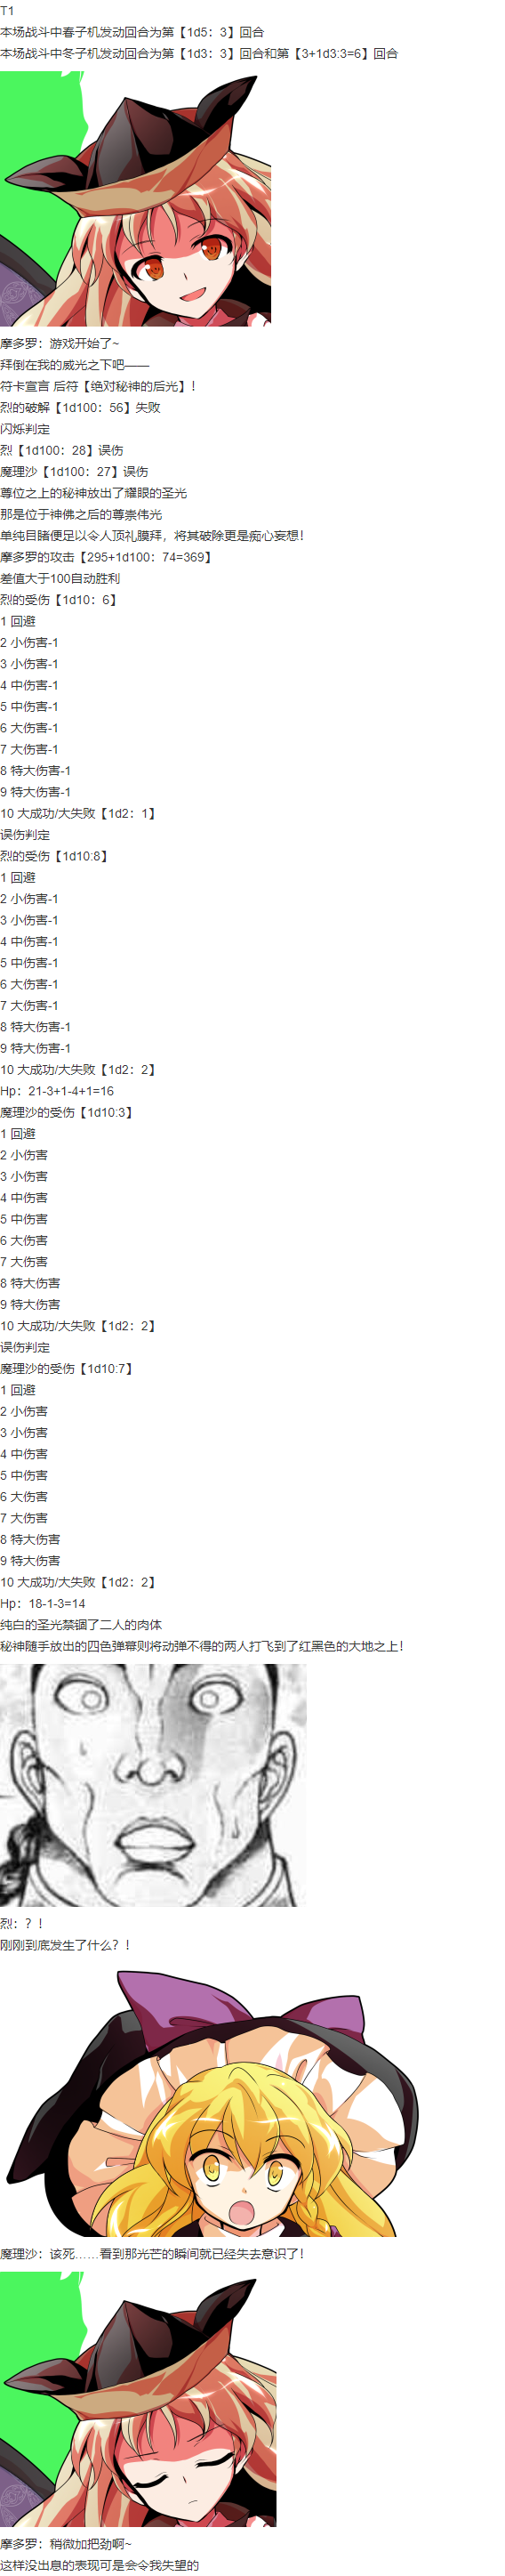 T1
本场战斗中春子机发动回合为第【1d5：3】回合
本场战斗中冬子机发动回合为第【1d3：3】回合和第【3+1d3:3=6】回合
摩多罗：游戏开始了~
拜倒在我的威光之下吧——
符卡宣言 后符【绝对秘神的后光】！
烈的破解【1d100：56】失败
闪烁判定
烈【1d100：28】误伤
魔理沙【1d100：27】误伤
尊位之上的秘神放出了耀眼的圣光
那是位于神佛之后的尊崇伟光
单纯目睹便足以令人顶礼膜拜，将其破除更是痴心妄想！
摩多罗的攻击【295+1d100：74=369】
差值大于100自动胜利
烈的受伤【1d10：6】
1 回避
2 小伤害-1
3 小伤害-1
4 中伤害-1
5 中伤害-1
6 大伤害-1
7 大伤害-1
8 特大伤害-1
9 特大伤害-1
10 大成功/大失败【1d2：1】
误伤判定
烈的受伤【1d10:8】
1 回避
2 小伤害-1
3 小伤害-1
4 中伤害-1
5 中伤害-1
6 大伤害-1
7 大伤害-1
8 特大伤害-1
9 特大伤害-1
10 大成功/大失败【1d2：2】
Hp：21-3+1-4+1=16
魔理沙的受伤【1d10:3】
1 回避
2 小伤害
3 小伤害
4 中伤害
5 中伤害
6 大伤害
7 大伤害
8 特大伤害
9 特大伤害
10 大成功/大失败【1d2：2】
误伤判定
魔理沙的受伤【1d10:7】
1 回避
2 小伤害
3 小伤害
4 中伤害
5 中伤害
6 大伤害
7 大伤害
8 特大伤害
9 特大伤害
10 大成功/大失败【1d2：2】
Hp：18-1-3=14
纯白的圣光禁锢了二人的肉体
秘神随手放出的四色弹幕则将动弹不得的两人打飞到了红黑色的大地之上！
烈：？！
刚刚到底发生了什么？！
魔理沙：该死……看到那光芒的瞬间就已经失去意识了！
摩多罗：稍微加把劲啊~
这样没出息的表现可是会令我失望的